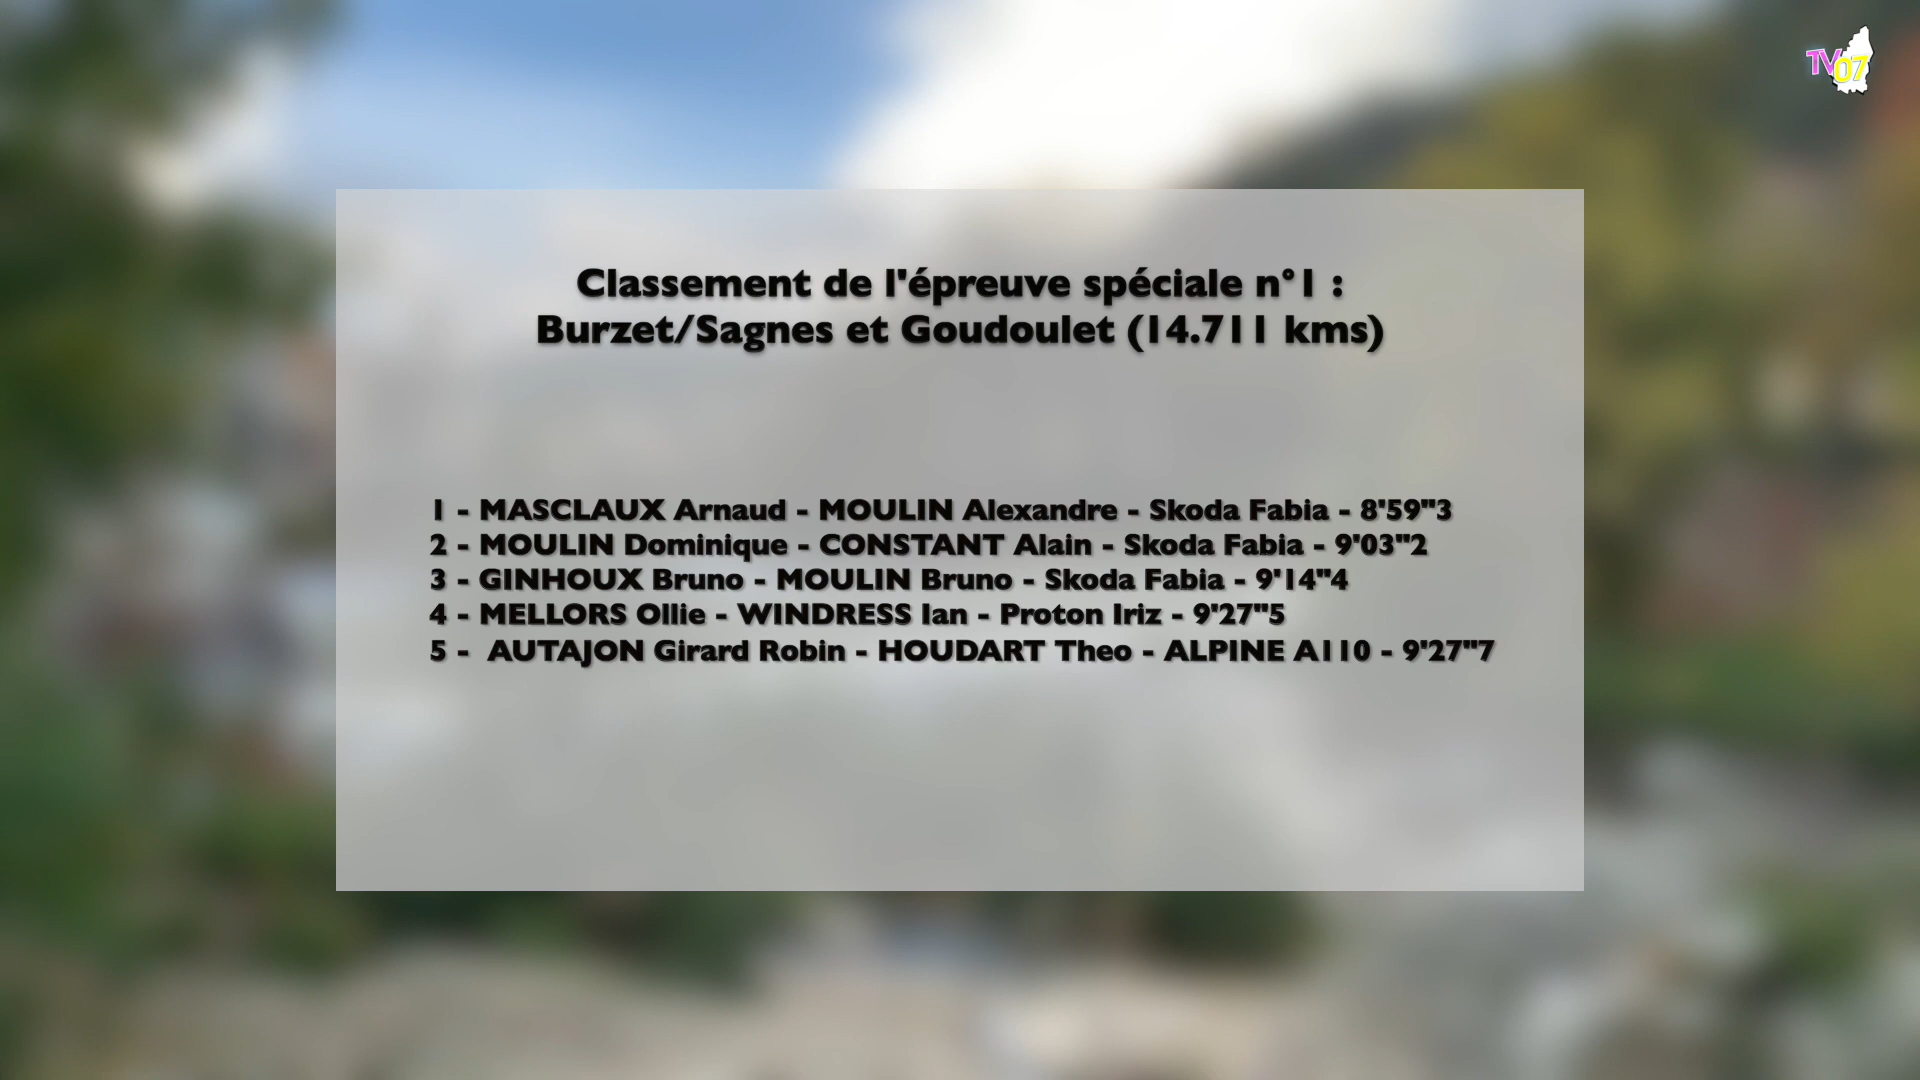 TV07
Classement de l'épreuve spéciale n°1 :
Burzet/Sagnes et Goudoulet (14.711 kms)
1 - MASCLAUX Arnaud - MOULIN Alexandre - Skoda Fabia - 8'59"3
2 - MOULIN Dominique - CONSTANT Alain - Skoda Fabia - 9'03"2
3 - GINHOUX Bruno - MOULIN Bruno - Skoda Fabia - 9'14"4
4 - MELLORS Ollie - WINDRESS Ian - Proton Iriz - 9'27"5
5 -  AUTAJON Girard Robin - HOUDART Theo - ALPINE A110 - 9'27"7